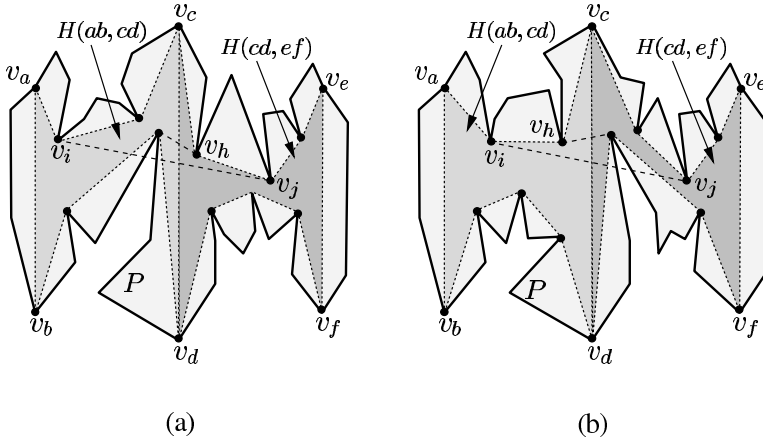 v_c
H(ab, cd)
H(cd, ef)
v_a
v_e
v_i
v_h
v_j
P
v_b
v_f
v_d
(a)
v_c
H(ab, cd)
H(cd, ef)
v_a
v_e
v_h
v_i
v_j
P
v_b
v_f
v_d
(b)